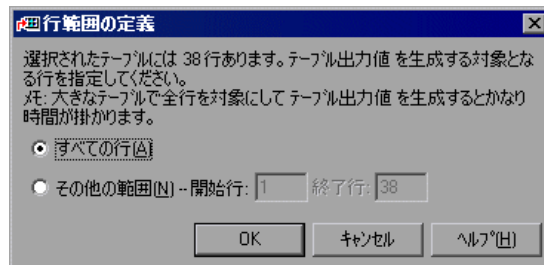 行範囲の定義
選択されたテーブルには 38 行あります。テーブル出力値 を生成する対象とな
る行を指定してください。
メモ: 大きなテーブルで全行を対象にして テーブル出力値 を生成するとかなり
時間が掛かります。
すべての行(A)
その他の範囲(N) -- 開始行: 1 終了行: 38
OK キャンセル ヘルプ(H)